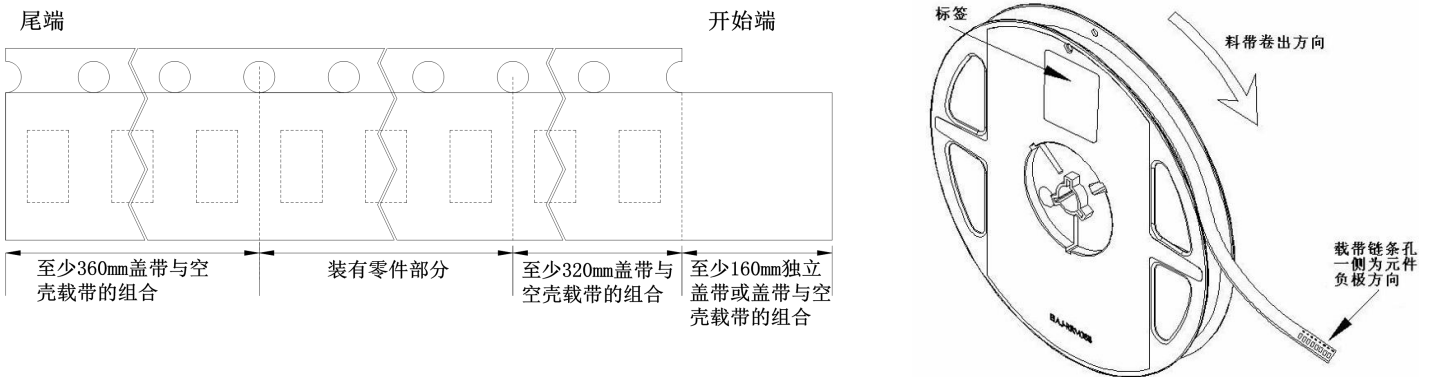 尾端
开始端
至少360mm盖带与空
壳载带的组合
装有零件部分
至少320mm盖带与
空壳载带的组合
至少160mm独立
盖带或盖带与空
壳载带的组合
标签
料带卷出方向
载带链条孔
一侧为元件
负极方向